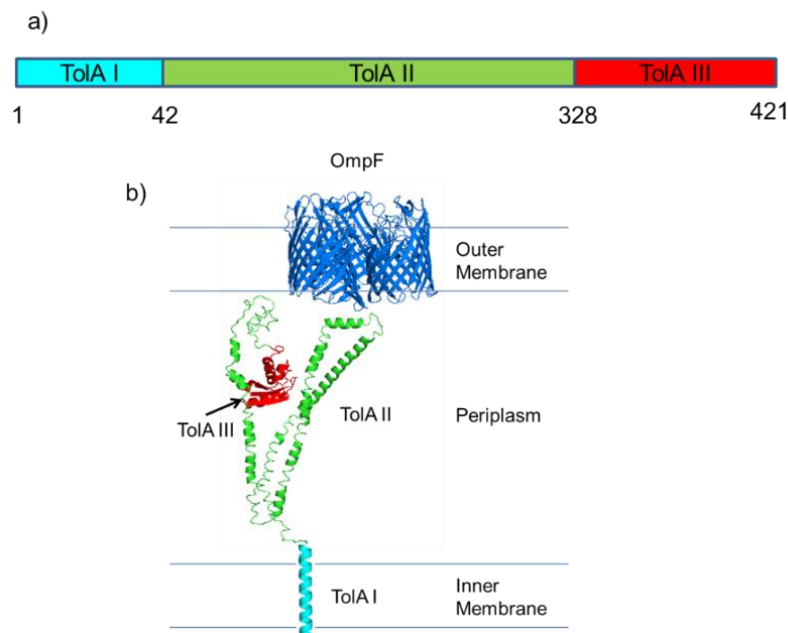 a)
TolA I TolA II TolA III
1 42 328 421
OmpF
b)
Outer
Membrane
TolA III
TolA II
Periplasm
TolA I
Inner
Membrane